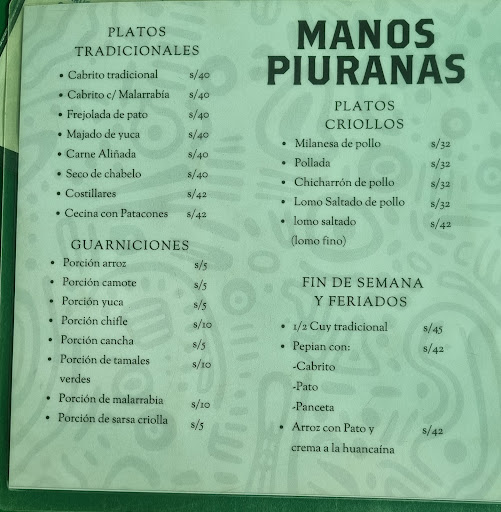 PLATOS
TRADICIONALES
• Cabrito tradicional s/40
• Cabrito c/ Malarrabia s/40
• Frejolada de pato s/40
• Majado de yuca s/40
• Carne Aliñada s/40
• Seco de chabelo s/40
• Costillares s/42
• Cecina con Patacones s/42
GUARNICIONES
• Porción arroz s/5
• Porción camote s/5
• Porción yuca s/5
• Porción chifle s/10
• Porción cancha s/5
• Porción de tamales s/10
verdes
• Porción de malarrabia s/10
• Porción de sarsa criolla s/5
MANOS
PIURANAS
PLATOS
CRIOLLOS
• Milanesa de pollo s/32
• Pollada s/32
• Chicharrón de pollo s/32
• Lomo Saltado de pollo s/32
• lomo saltado s/42
(lomo fino)
FIN DE SEMANA
Y FERIADOS
• 1/2 Cuy tradicional s/45
• Pepian con: s/42
-Cabrito
-Pato
-Panceta
• Arroz con Pato y s/42
crema a la huancaína